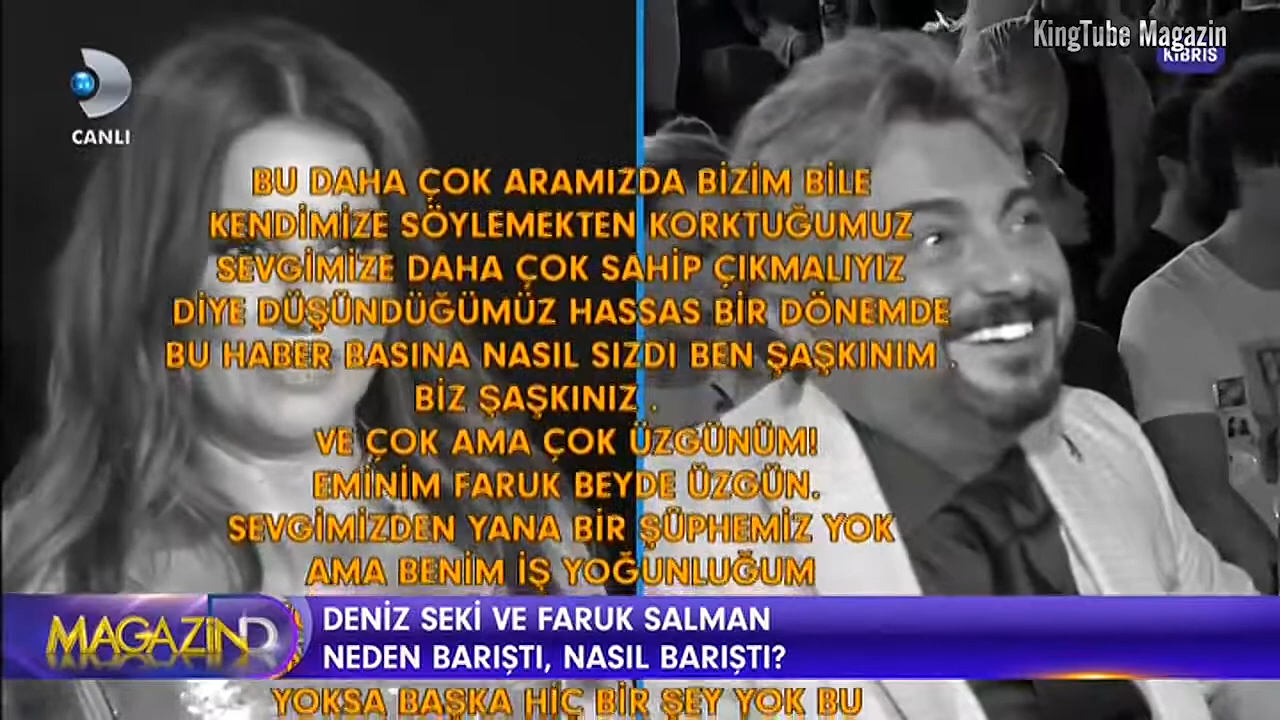 KingTube Magazin
KIBRIS
CANLI
BU DAHA ÇOK ARAMIZDA BİZİM BİLE
KENDİMİZE SÖYLEMEKTEN KORKTUĞUMUZ
SEVGİMİZE DAHA ÇOK SAHİP ÇIKMALIYIZ
DİYE DÜŞÜNDÜĞÜMÜZ HASSAS BİR DÖNEMDE
BU HABER BASINA NASIL SIZDI BEN ŞAŞKINIM .
BİZ ŞAŞKINIZ .
VE ÇOK AMA ÇOK ÜZGÜNÜM!
EMİNİM FARUK BEYDE ÜZGÜN.
SEVGİMİZDEN YANA BİR ŞÜPHEMİZ YOK
AMA BENİM İŞ YOĞUNLUĞUM
MAGAZİN D
DENİZ SEKİ VE FARUK SALMAN
NEDEN BARIŞTI, NASIL BARIŞTI?
YOKSA BAŞKA HİÇ BİR ŞEY YOK BU